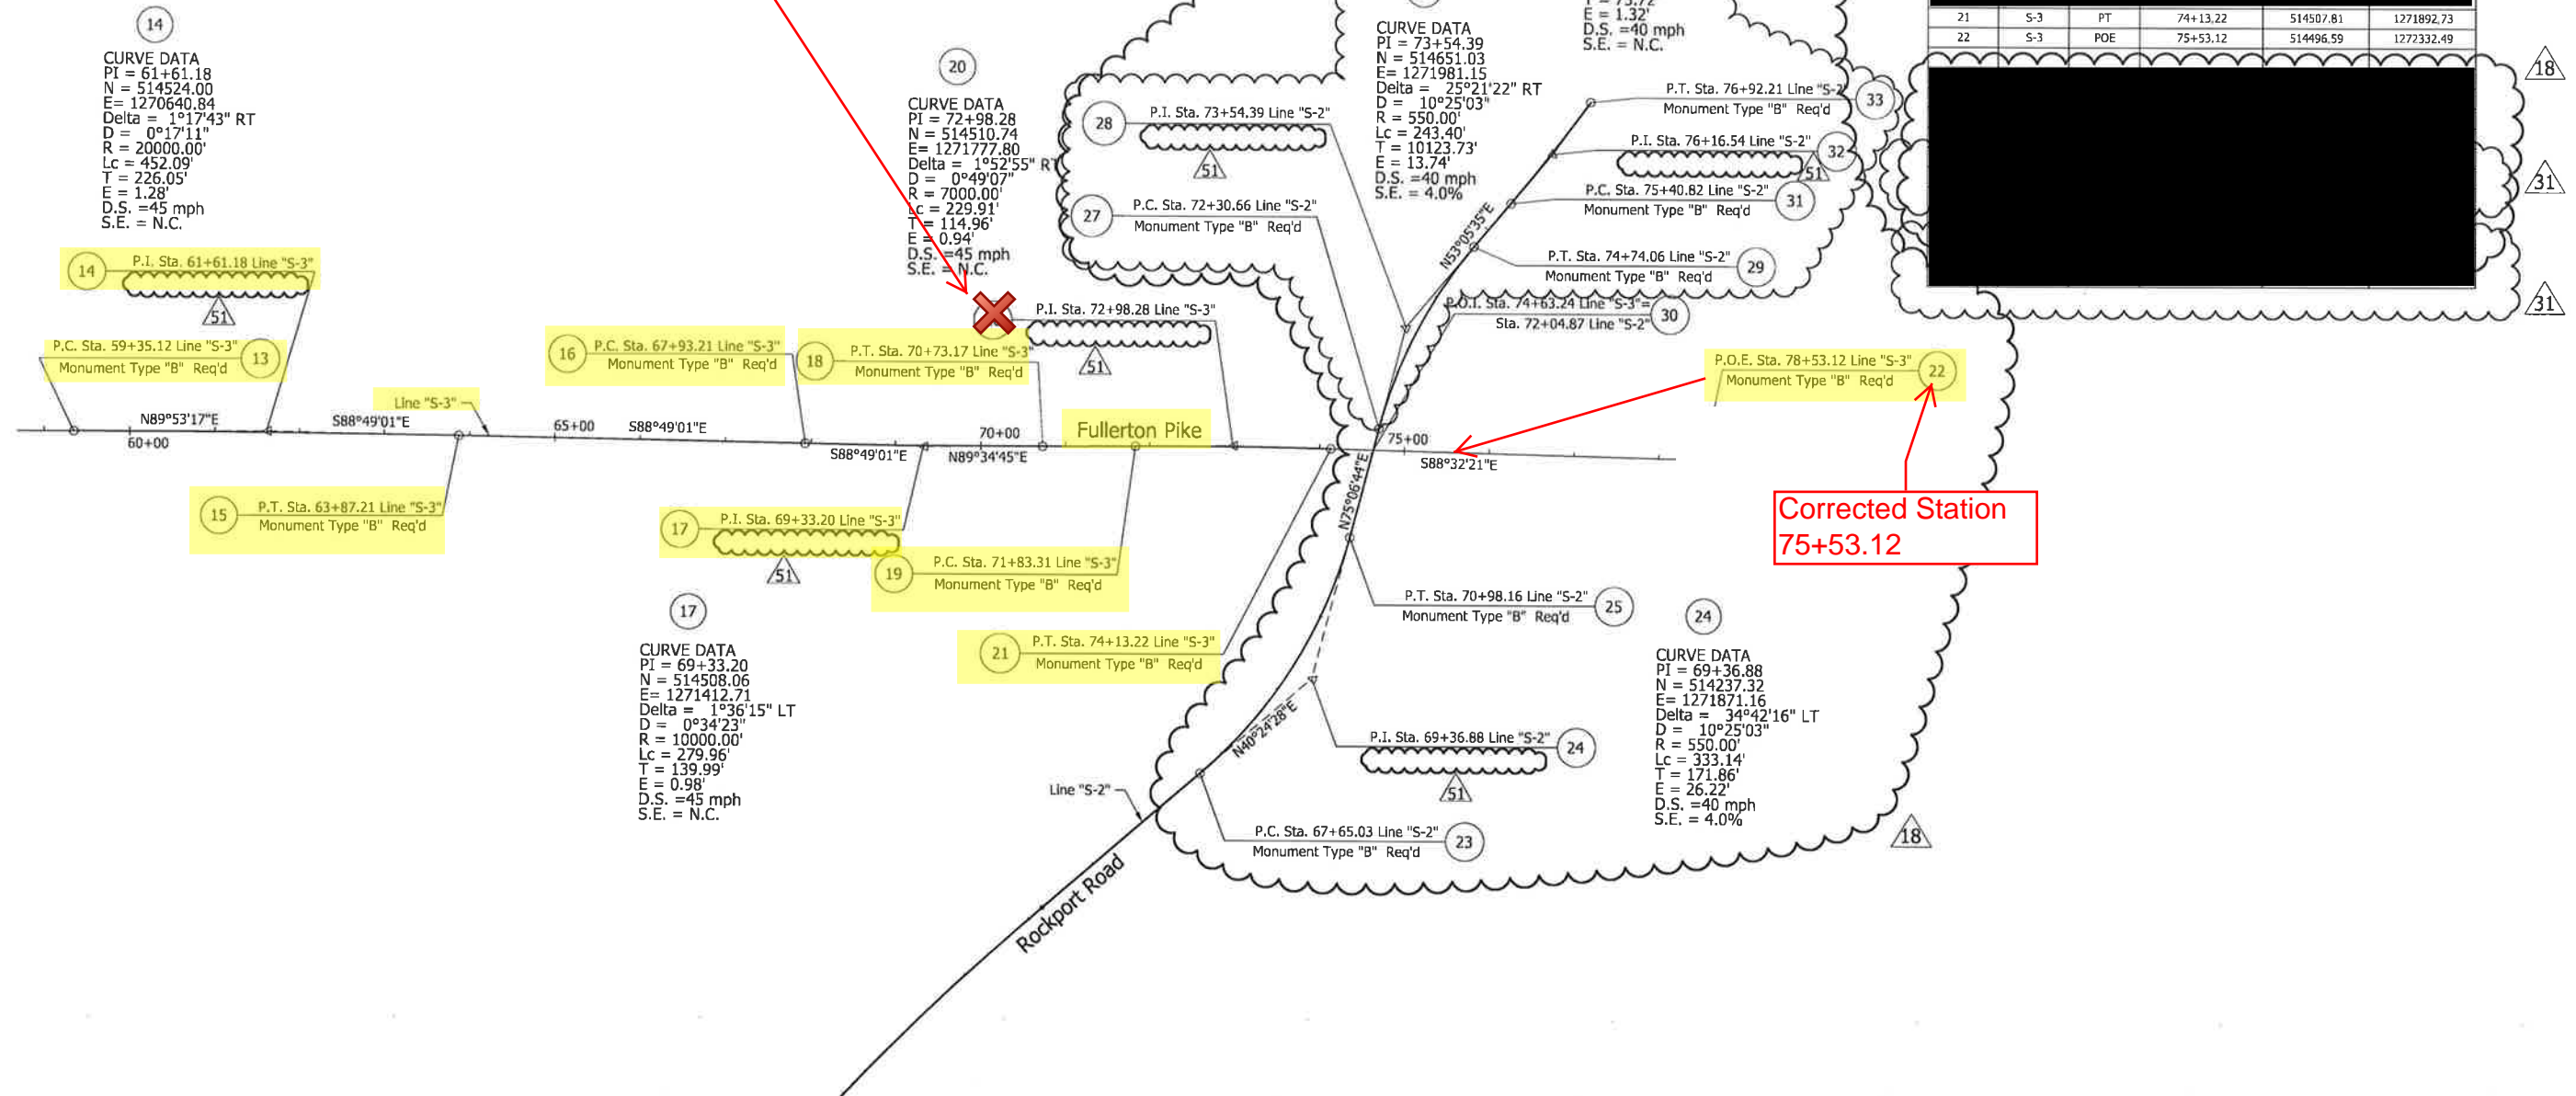 14
CURVE DATA
PI = 61+61.18
N = 514524.00
E= 1270640.84
Delta = 1°17'43" RT
D = 0°17'11"
R = 20000.00'
Lc = 452.09'
T = 226.05'
E = 1.28'
D.S. =45 mph
S.E. = N.C.
20
CURVE DATA
PI = 72+98.28
N = 514510.74
E= 1271777.80
Delta = 1°52'55" RT
D = 0°49'07"
R = 7000.00'
Lc = 229.91'
T = 114.96'
E = 0.94'
D.S. =45 mph
S.E. = N.C.
CURVE DATA
PI = 73+54.39
N = 514651.03
E= 1271981.15
Delta = 25°21'22" RT
D = 10°25'03"
R = 550.00'
Lc = 243.40'
T = 10123.73'
E = 13.74'
D.S. =40 mph
S.E. = 4.0%
E = 1.32'
D.S. =40 mph
S.E. = N.C.
21 S-3 PT 74+13.22 514507.81 1271892.73
22 S-3 POE 75+53.12 514496.59 1272332.49
18
31
31
28 P.I. Sta. 73+54.39 Line "S-2"
51
27 P.C. Sta. 72+30.66 Line "S-2"
Monument Type "B" Req'd
P.T. Sta. 76+92.21 Line "S-2" 33
Monument Type "B" Req'd
P.I. Sta. 76+16.54 Line "S-2" 32
51
P.C. Sta. 75+40.82 Line "S-2" 31
Monument Type "B" Req'd
N53°05'35"E
P.T. Sta. 74+74.06 Line "S-2" 29
Monument Type "B" Req'd
P.O.I. Sta. 74+63.24 Line "S-3"= 30
Sta. 72+04.87 Line "S-2"
14 P.I. Sta. 61+61.18 Line "S-3"
51
P.C. Sta. 59+35.12 Line "S-3" 13
Monument Type "B" Req'd
16 P.C. Sta. 67+93.21 Line "S-3"
Monument Type "B" Req'd
18 P.T. Sta. 70+73.17 Line "S-3"
Monument Type "B" Req'd
P.I. Sta. 72+98.28 Line "S-3"
51
P.O.E. Sta. 78+53.12 Line "S-3" 22
Monument Type "B" Req'd
Line "S-3"
N89°53'17"E
S88°49'01"E
65+00
S88°49'01"E
70+00
Fullerton Pike
75+00
60+00
S88°49'01"E
N89°34'45"E
S88°32'21"E
N75°06'44"E
Corrected Station
75+53.12
15 P.T. Sta. 63+87.21 Line "S-3"
Monument Type "B" Req'd
17 P.I. Sta. 69+33.20 Line "S-3"
51
19 P.C. Sta. 71+83.31 Line "S-3"
Monument Type "B" Req'd
21 P.T. Sta. 74+13.22 Line "S-3"
Monument Type "B" Req'd
P.T. Sta. 70+98.16 Line "S-2" 25
Monument Type "B" Req'd
17
CURVE DATA
PI = 69+33.20
N = 514508.06
E= 1271412.71
Delta = 1°36'15" LT
D = 0°34'23"
R = 10000.00'
Lc = 279.96'
T = 139.99'
E = 0.98'
D.S. =45 mph
S.E. = N.C.
24
CURVE DATA
PI = 69+36.88
N = 514237.32
E= 1271871.16
Delta = 34°42'16" LT
D = 10°25'03"
R = 550.00'
Lc = 333.14'
T = 171.86'
E = 26.22'
D.S. =40 mph
S.E. = 4.0%
N40°24'28"E
P.I. Sta. 69+36.88 Line "S-2" 24
51
Line "S-2"
P.C. Sta. 67+65.03 Line "S-2" 23
Monument Type "B" Req'd
18
Rockport Road